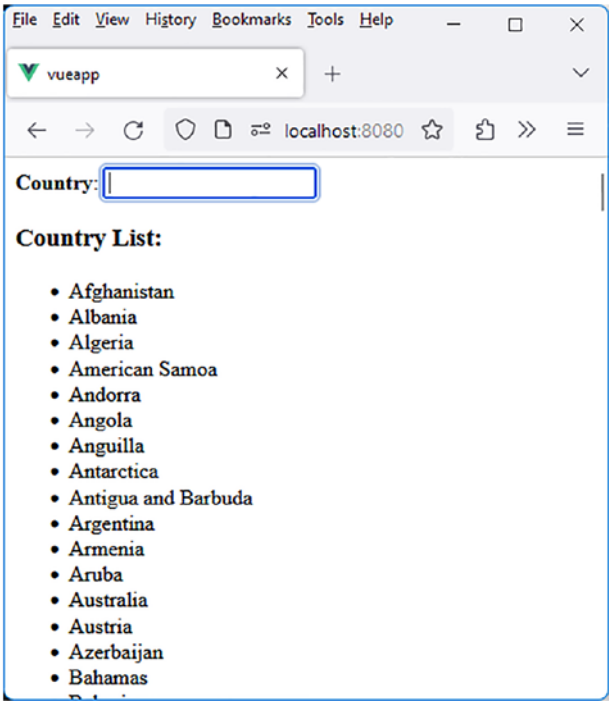 File Edit View History Bookmarks Tools Help
vueapp
localhost:8080
Country:
Country List:
• Afghanistan
• Albania
• Algeria
• American Samoa
• Andorra
• Angola
• Anguilla
• Antarctica
• Antigua and Barbuda
• Argentina
• Armenia
• Aruba
• Australia
• Austria
• Azerbaijan
• Bahamas